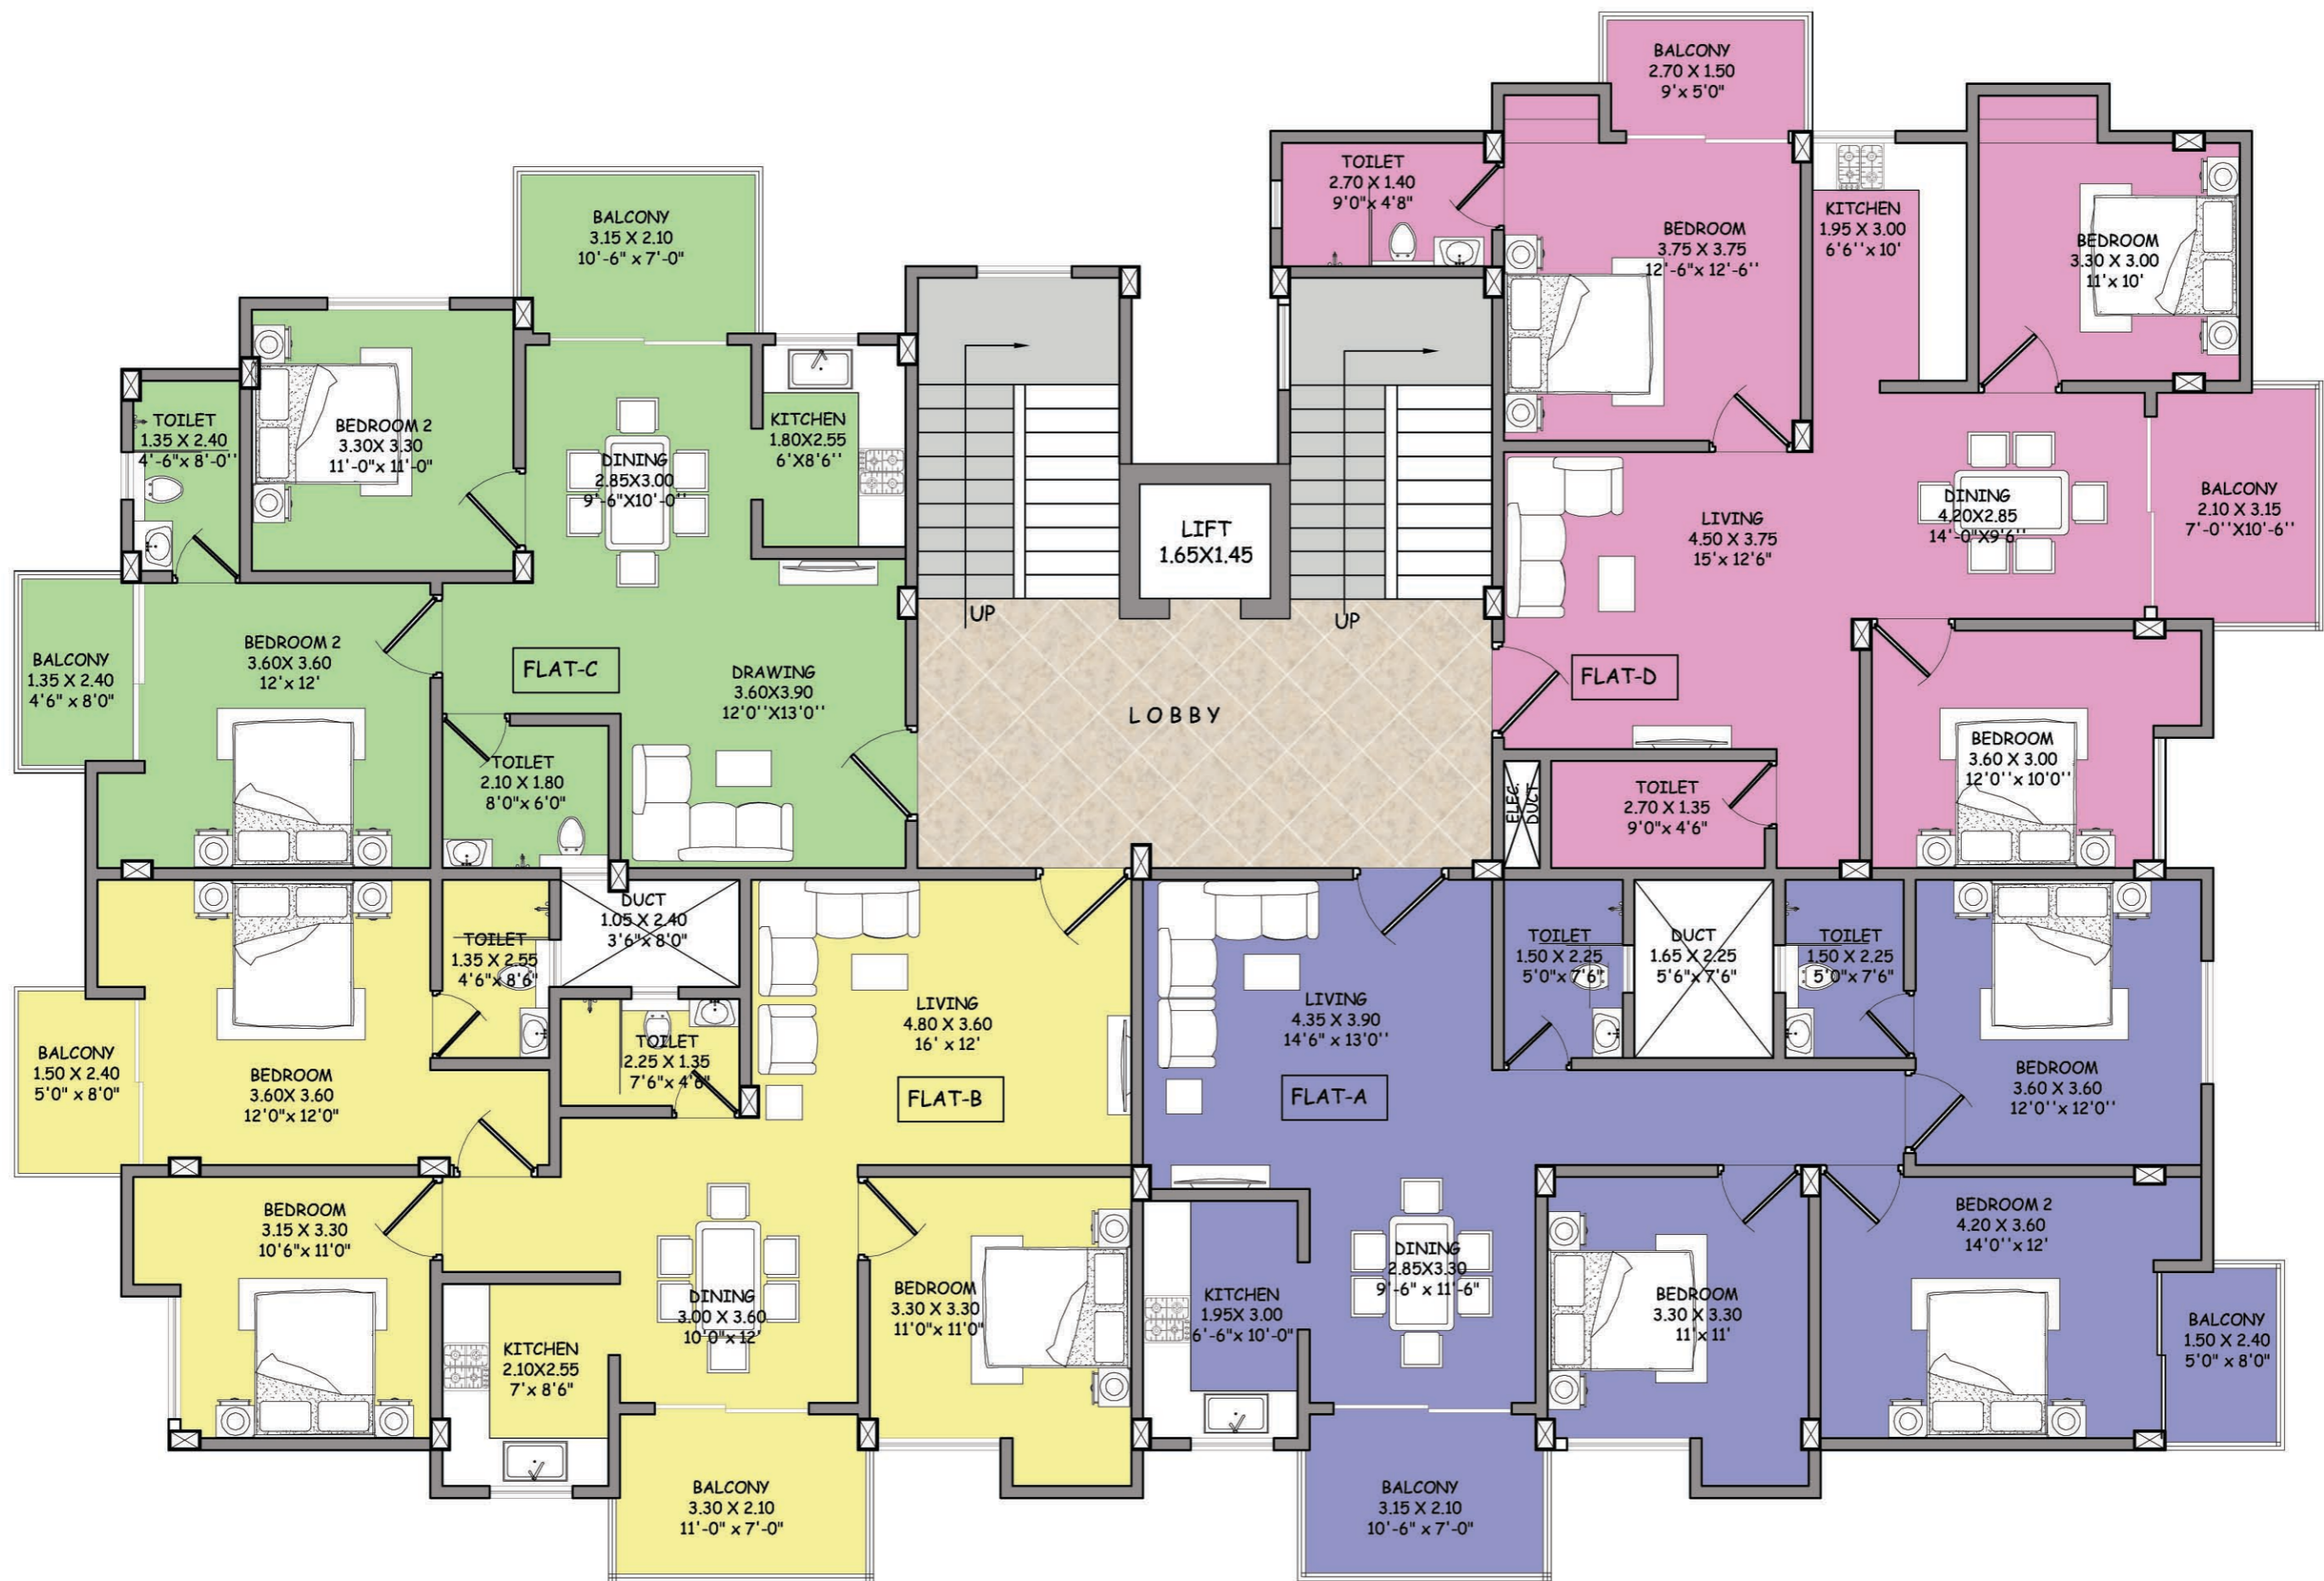 BALCONY
2.70 X 1.50
9'x 5'0"
TOILET
2.70 X 1.40
9'0"x 4'8"
BEDROOM
3.75 X 3.75
12'-6"x 12'-6''
KITCHEN
1.95 X 3.00
6'6''x 10'
BEDROOM
3.30 X 3.00
11'x 10'
BALCONY
3.15 X 2.10
10'-6" x 7'-0"
TOILET
1.35 X 2.40
4'-6"x 8'-0''
BEDROOM 2
3.30X 3.30
11'-0"x 11'-0"
DINING
2.85X3.00
9'-6"X10'-0''
KITCHEN
1.80X2.55
6'X8'6''
LIFT
1.65X1.45
UP
UP
LIVING
4.50 X 3.75
15'x 12'6"
DINING
4.20X2.85
14'-0"X9'6''
BALCONY
2.10 X 3.15
7'-0''X10'-6''
BALCONY
1.35 X 2.40
4'6" x 8'0"
BEDROOM 2
3.60X 3.60
12'x 12'
FLAT-C
DRAWING
3.60X3.90
12'0''X13'0''
LOBBY
FLAT-D
BEDROOM
3.60 X 3.00
12'0''x 10'0''
TOILET
2.10 X 1.80
8'0"x 6'0"
ELEC.
DUCT
TOILET
2.70 X 1.35
9'0"x 4'6"
DUCT
1.05 X 2.40
3'6"x 8'0"
TOILET
1.35 X 2.55
4'6"x 8'6"
TOILET
2.25 X 1.35
7'6"x 4'6"
LIVING
4.80 X 3.60
16' x 12'
LIVING
4.35 X 3.90
14'6" x 13'0''
TOILET
1.50 X 2.25
5'0"x 7'6"
DUCT
1.65 X 2.25
5'6"x 7'6"
TOILET
1.50 X 2.25
5'0"x 7'6"
BALCONY
1.50 X 2.40
5'0" x 8'0"
BEDROOM
3.60X 3.60
12'0"x 12'0"
FLAT-B
FLAT-A
BEDROOM
3.60 X 3.60
12'0''x 12'0''
BEDROOM
3.15 X 3.30
10'6"x 11'0"
DINING
3.00 X 3.60
10'0"x 12'
BEDROOM
3.30 X 3.30
11'0"x 11'0"
KITCHEN
2.10X2.55
7'x 8'6"
KITCHEN
1.95X 3.00
6'-6"x 10'-0"
DINING
2.85X3.30
9'-6" x 11'-6"
BEDROOM
3.30 X 3.30
11'x 11'
BEDROOM 2
4.20 X 3.60
14'0''x 12'
BALCONY
1.50 X 2.40
5'0" x 8'0"
BALCONY
3.30 X 2.10
11'-0" x 7'-0"
BALCONY
3.15 X 2.10
10'-6" x 7'-0"